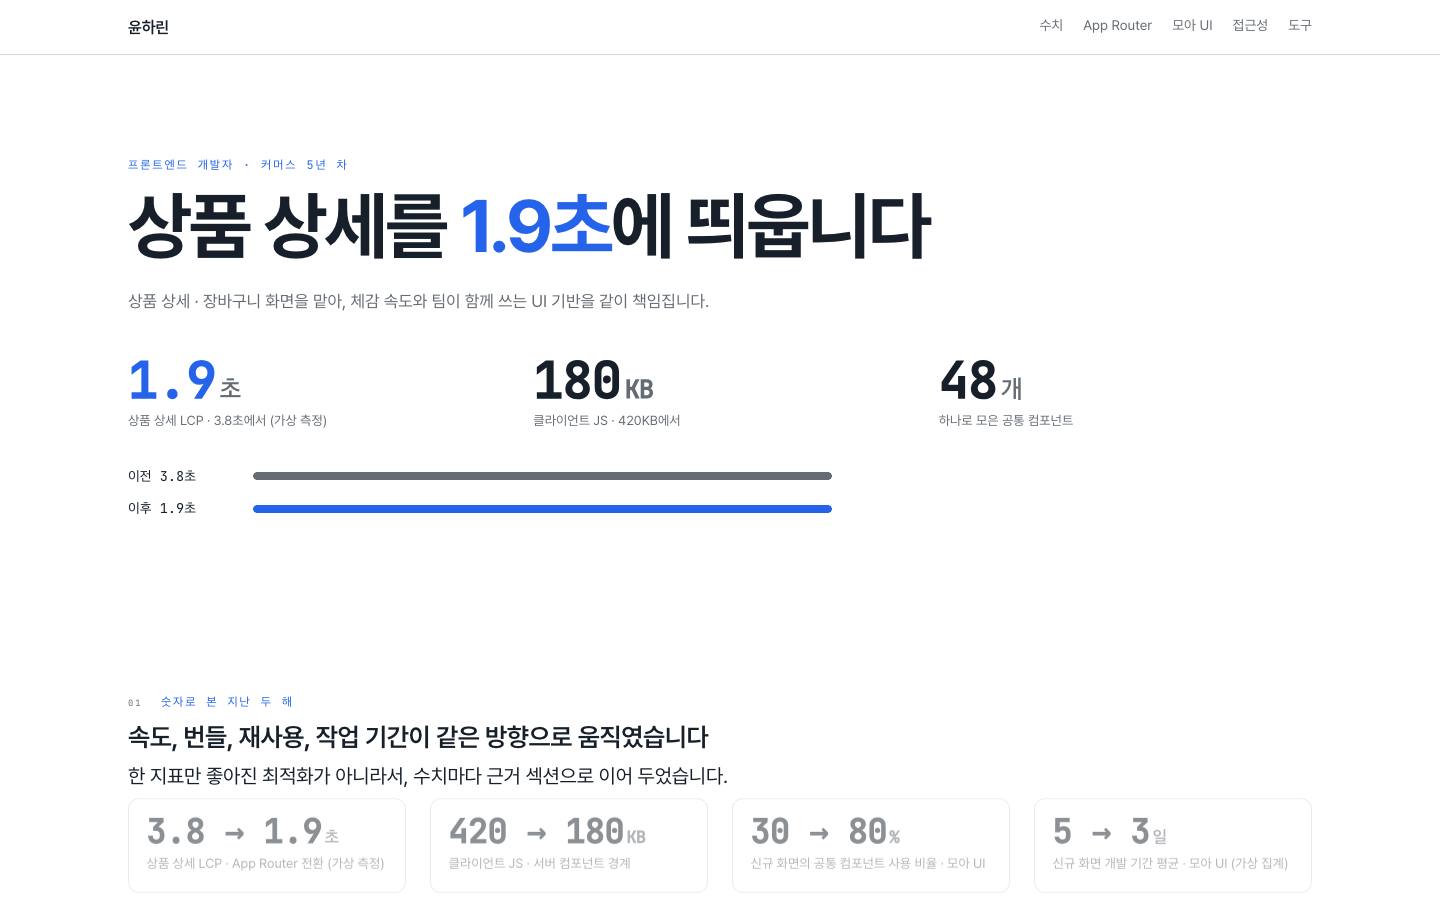 윤하린
수치 App Router 모아 UI 접근성 도구
프론트엔드 개발자 · 커머스 5년 차
상품 상세를 1.9초에 띄웁니다
상품 상세 · 장바구니 화면을 맡아, 체감 속도와 팀이 함께 쓰는 UI 기반을 같이 책임집니다.
1.9초
상품 상세 LCP · 3.8초에서 (가상 측정)
180KB
클라이언트 JS · 420KB에서
48개
하나로 모은 공통 컴포넌트
이전 3.8초
이후 1.9초
01 숫자로 본 지난 두 해
속도, 번들, 재사용, 작업 기간이 같은 방향으로 움직였습니다
한 지표만 좋아진 최적화가 아니라서, 수치마다 근거 섹션으로 이어 두었습니다.
3.8 → 1.9초
상품 상세 LCP · App Router 전환 (가상 측정)
420 → 180KB
클라이언트 JS · 서버 컴포넌트 경계
30 → 80%
신규 화면의 공통 컴포넌트 사용 비율 · 모아 UI
5 → 3일
신규 화면 개발 기간 평균 · 모아 UI (가상 집계)